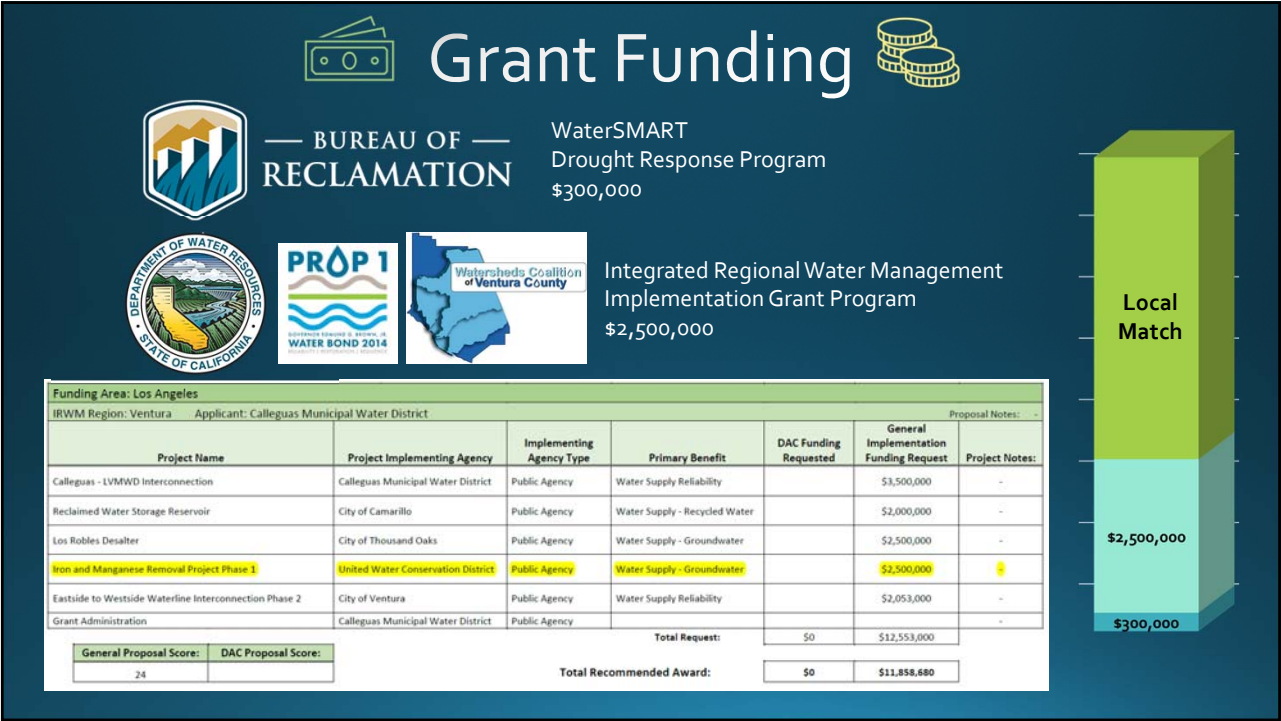 Grant Funding
BUREAU OF
RECLAMATION
WaterSMART
Drought Response Program
$300,000
DEPARTMENT OF WATER RESOURCES
STATE OF CALIFORNIA
PROP 1
GOVERNOR EDMUND G. BROWN, JR.
WATER BOND 2014
Watersheds Coalition
of Ventura County
Integrated Regional Water Management
Implementation Grant Program
$2,500,000
Local
Match
$2,500,000
$300,000
Funding Area: Los Angeles
IRWM Region: Ventura Applicant: Calleguas Municipal Water District Proposal Notes: -
Project Name Project Implementing Agency Implementing Agency Type Primary Benefit DAC Funding Requested General Implementation Funding Request Project Notes:
Calleguas - LVMWD Interconnection Calleguas Municipal Water District Public Agency Water Supply Reliability $3,500,000 -
Reclaimed Water Storage Reservoir City of Camarillo Public Agency Water Supply - Recycled Water $2,000,000 -
Los Robles Desalter City of Thousand Oaks Public Agency Water Supply - Groundwater $2,500,000 -
Iron and Manganese Removal Project Phase 1 United Water Conservation District Public Agency Water Supply - Groundwater $2,500,000 -
Eastside to Westside Waterline Interconnection Phase 2 City of Ventura Public Agency Water Supply Reliability $2,053,000 -
Grant Administration Calleguas Municipal Water District Public Agency -
Total Request: $0 $12,553,000
General Proposal Score: DAC Proposal Score:
24
Total Recommended Award: $0 $11,858,680